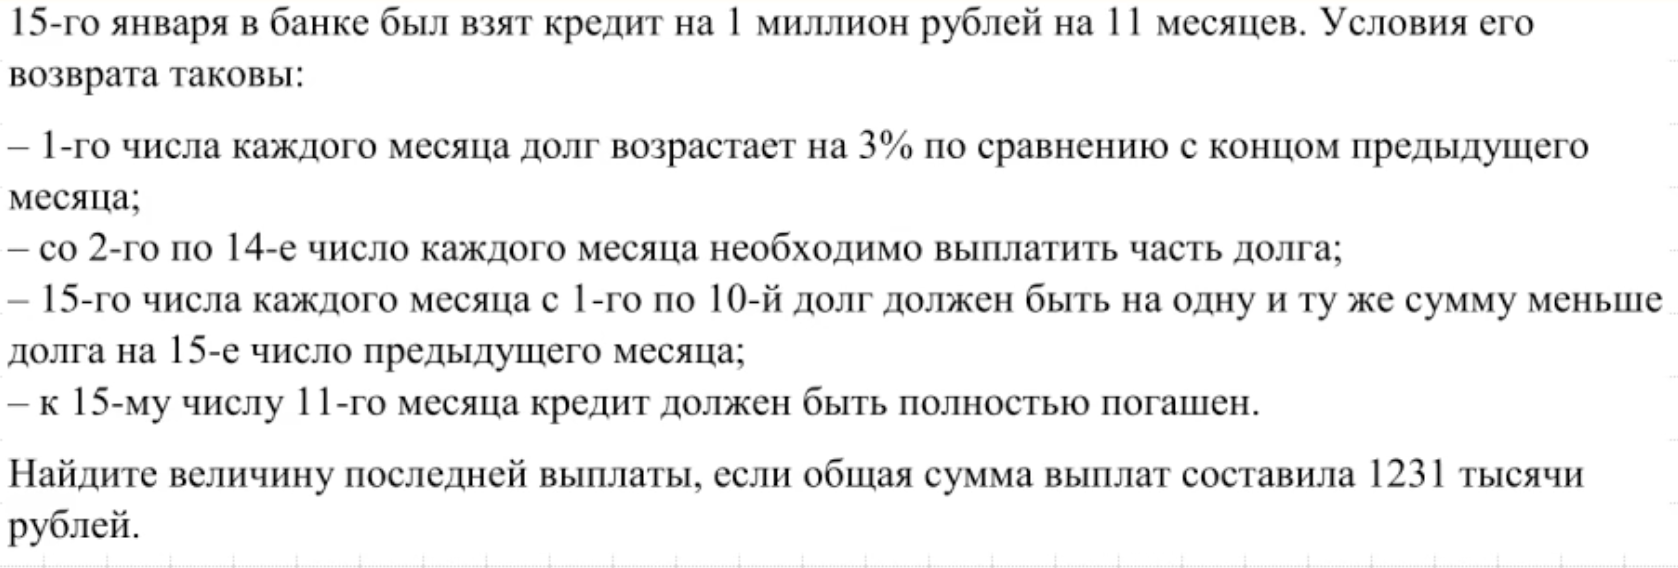 15-го января в банке был взят кредит на 1 миллион рублей на 11 месяцев. Условия его
возврата таковы:
– 1-го числа каждого месяца долг возрастает на 3% по сравнению с концом предыдущего
месяца;
– со 2-го по 14-е число каждого месяца необходимо выплатить часть долга;
– 15-го числа каждого месяца с 1-го по 10-й долг должен быть на одну и ту же сумму меньше
долга на 15-е число предыдущего месяца;
– к 15-му числу 11-го месяца кредит должен быть полностью погашен.
Найдите величину последней выплаты, если общая сумма выплат составила 1231 тысячи
рублей.